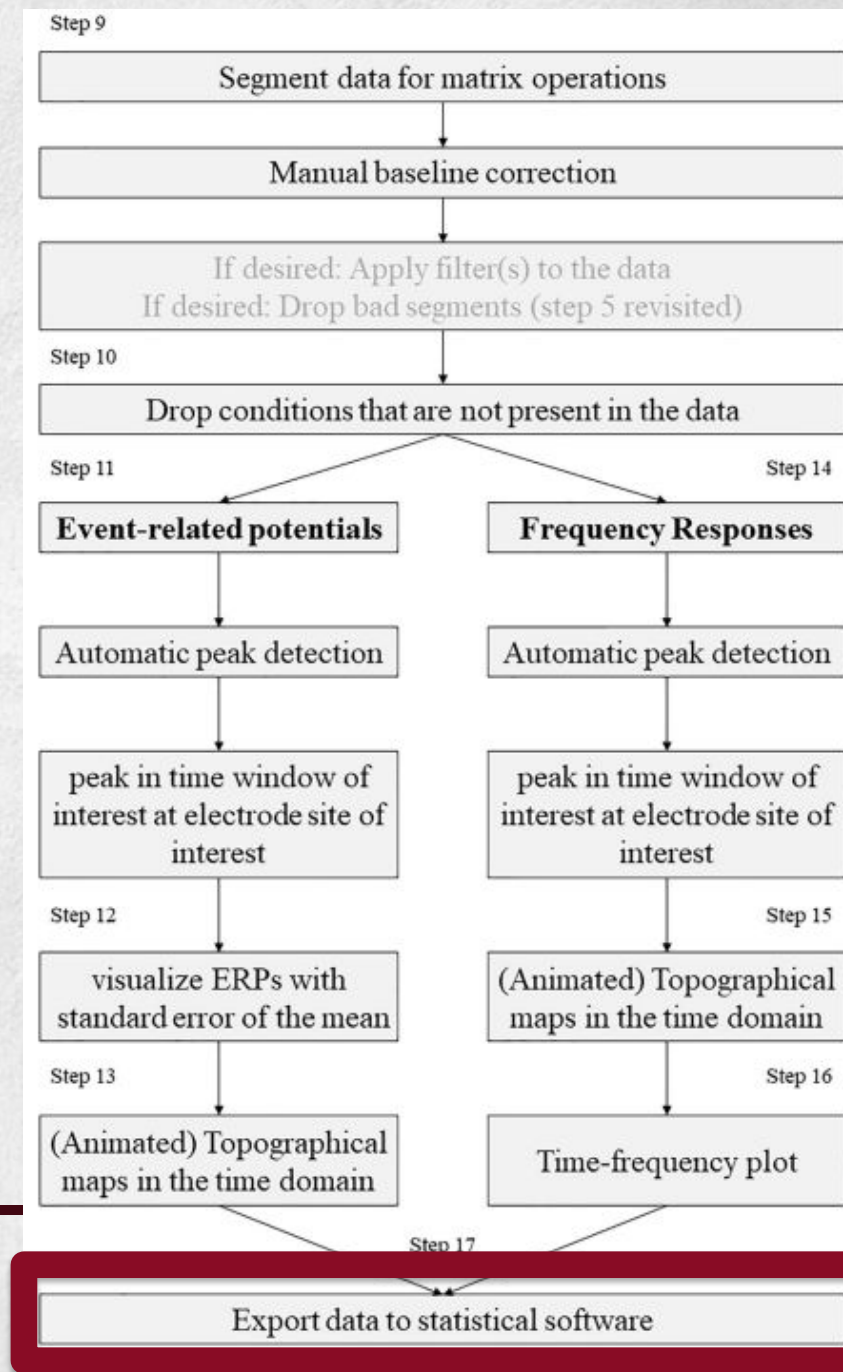 Step 9
Segment data for matrix operations
Manual baseline correction
If desired: Apply filter(s) to the data
If desired: Drop bad segments (step 5 revisited)
Step 10
Drop conditions that are not present in the data
Step 11
Step 14
Event-related potentials
Frequency Responses
Automatic peak detection
Automatic peak detection
peak in time window of
interest at electrode site of
interest
peak in time window of
interest at electrode site of
interest
Step 12
Step 15
visualize ERPs with
standard error of the mean
(Animated) Topographical
maps in the time domain
Step 13
Step 16
(Animated) Topographical
maps in the time domain
Time-frequency plot
Step 17
Export data to statistical software